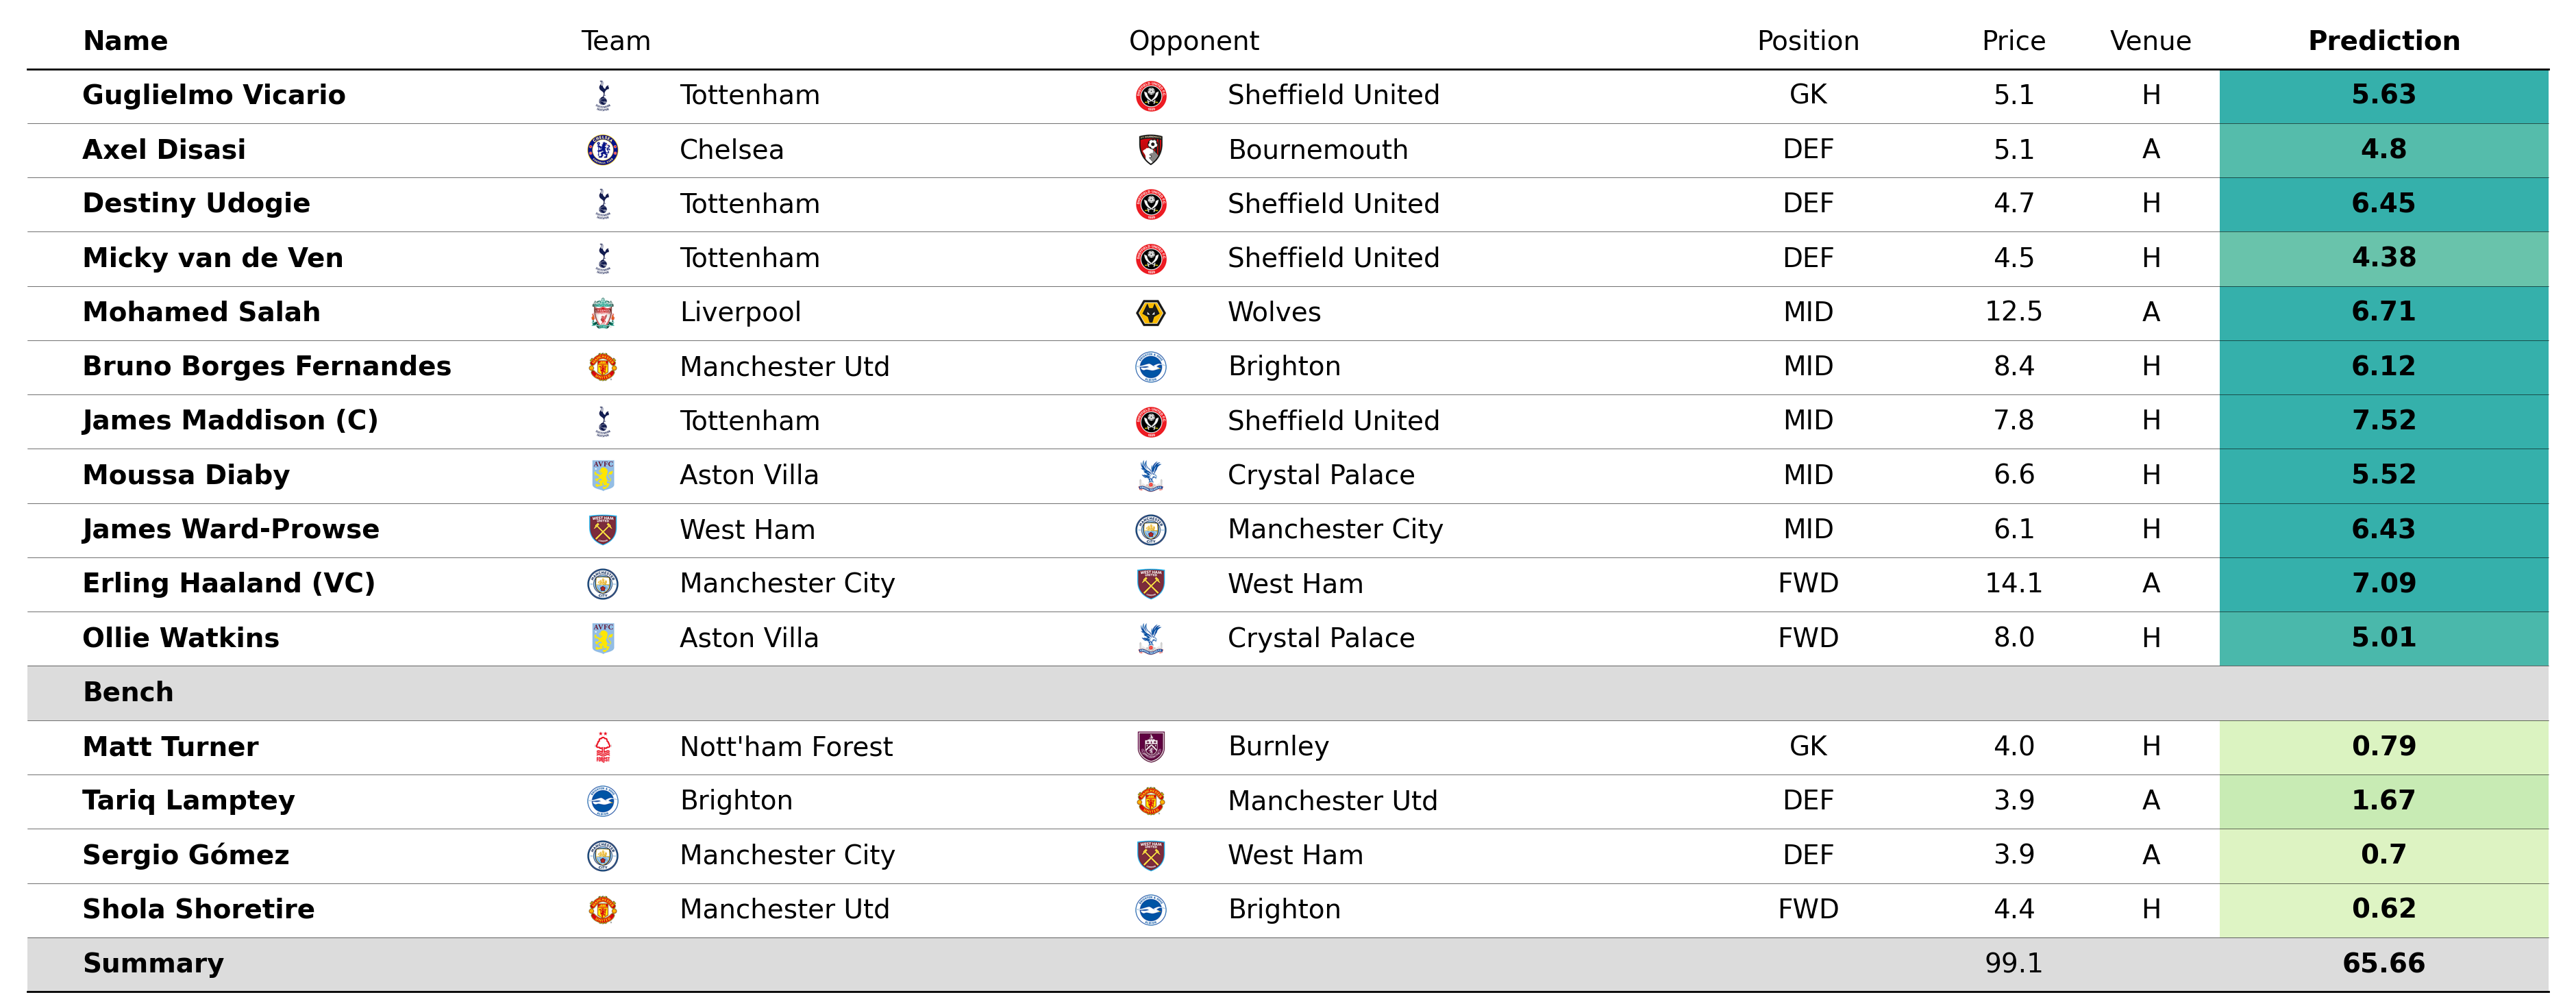 Name Team Opponent Position Price Venue Prediction
Guglielmo Vicario Tottenham Sheffield United GK 5.1 H 5.63
Axel Disasi Chelsea Bournemouth DEF 5.1 A 4.8
Destiny Udogie Tottenham Sheffield United DEF 4.7 H 6.45
Micky van de Ven Tottenham Sheffield United DEF 4.5 H 4.38
Mohamed Salah Liverpool Wolves MID 12.5 A 6.71
Bruno Borges Fernandes Manchester Utd Brighton MID 8.4 H 6.12
James Maddison (C) Tottenham Sheffield United MID 7.8 H 7.52
Moussa Diaby Aston Villa Crystal Palace MID 6.6 H 5.52
James Ward-Prowse West Ham Manchester City MID 6.1 H 6.43
Erling Haaland (VC) Manchester City West Ham FWD 14.1 A 7.09
Ollie Watkins Aston Villa Crystal Palace FWD 8.0 H 5.01
Bench
Matt Turner Nott'ham Forest Burnley GK 4.0 H 0.79
Tariq Lamptey Brighton Manchester Utd DEF 3.9 A 1.67
Sergio Gómez Manchester City West Ham DEF 3.9 A 0.7
Shola Shoretire Manchester Utd Brighton FWD 4.4 H 0.62
Summary 99.1 65.66